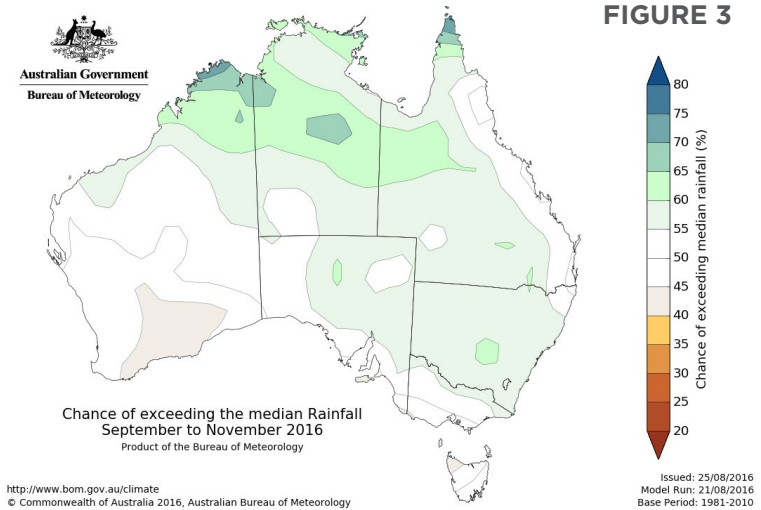 FIGURE 3
Australian Government
Bureau of Meteorology
80
75
70
65
60
55
50
45
40
35
30
25
20
Chance of exceeding median rainfall (%)
Chance of exceeding the median Rainfall
September to November 2016
Product of the Bureau of Meteorology
http://www.bom.gov.au/climate
© Commonwealth of Australia 2016, Australian Bureau of Meteorology
Issued: 25/08/2016
Model Run: 21/08/2016
Base Period: 1981-2010